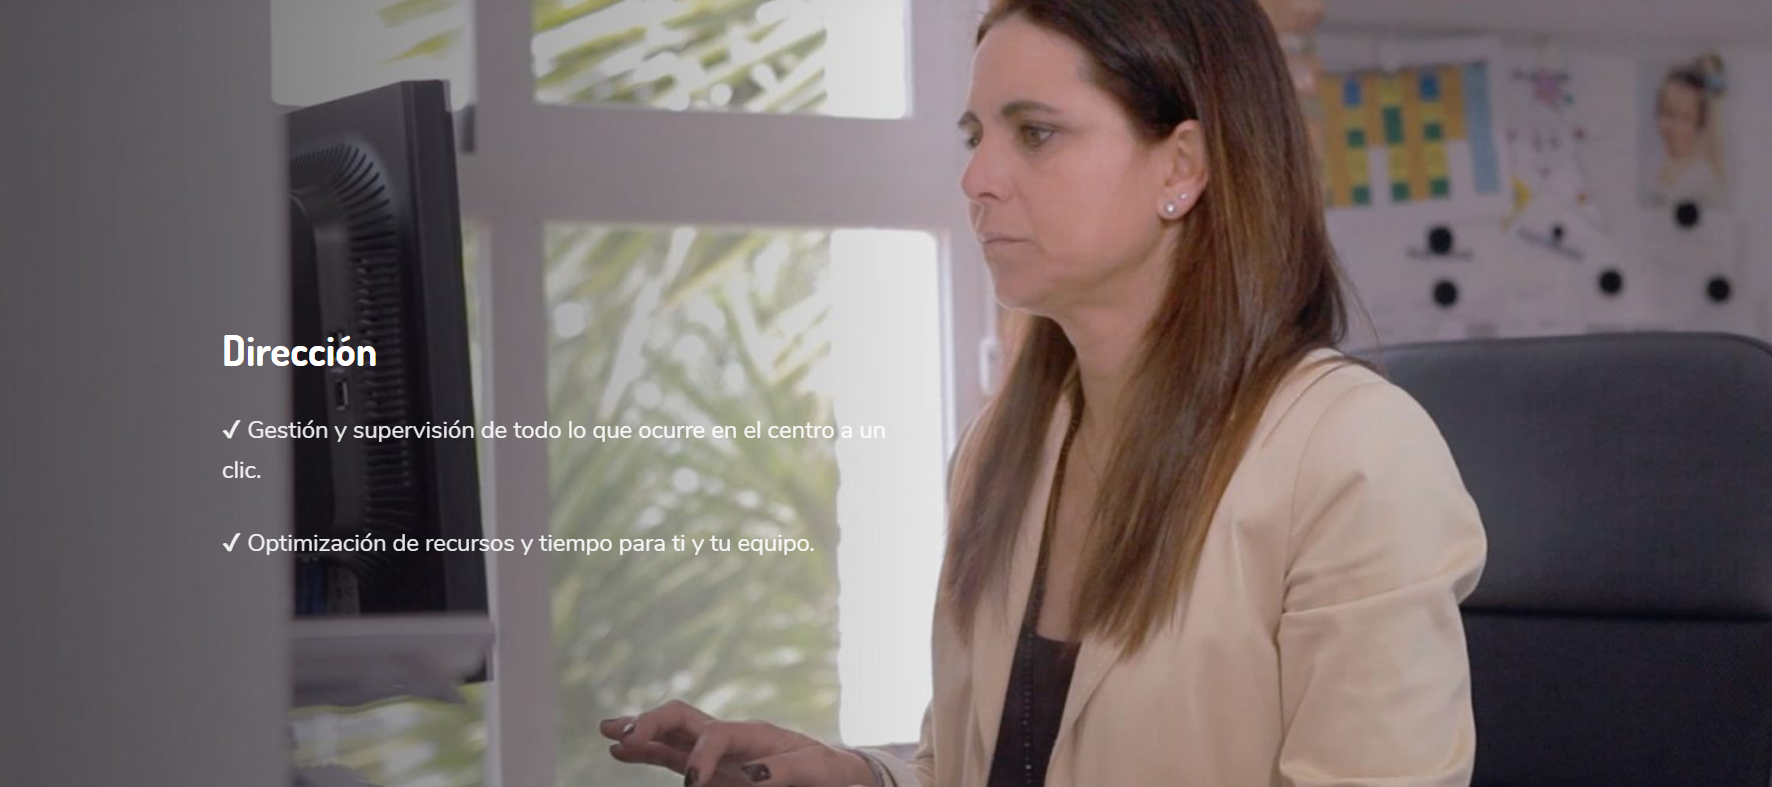 Dirección
✓ Gestión y supervisión de todo lo que ocurre en el centro a un
clic.
✓ Optimización de recursos y tiempo para ti y tu equipo.